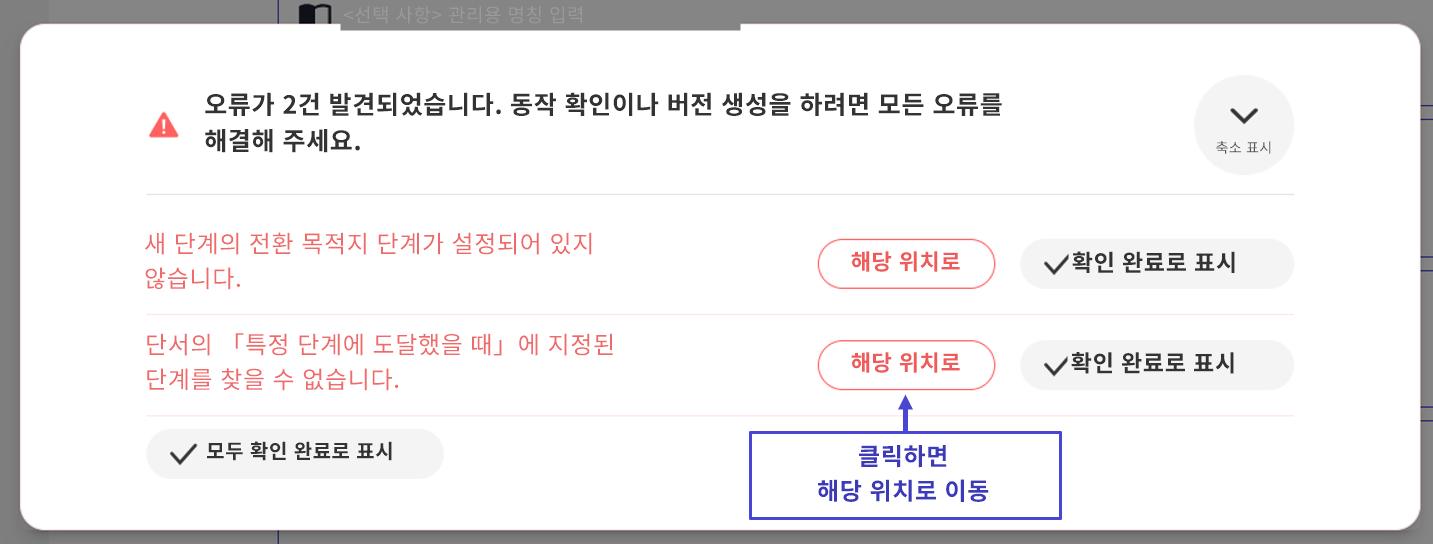 <선택 사항> 관리용 명칭 입력
오류가 2건 발견되었습니다. 동작 확인이나 버전 생성을 하려면 모든 오류를
해결해 주세요.
축소 표시
새 단계의 전환 목적지 단계가 설정되어 있지
않습니다.
해당 위치로
확인 완료로 표시
단서의 「특정 단계에 도달했을 때」에 지정된
단계를 찾을 수 없습니다.
해당 위치로
확인 완료로 표시
모두 확인 완료로 표시
클릭하면
해당 위치로 이동